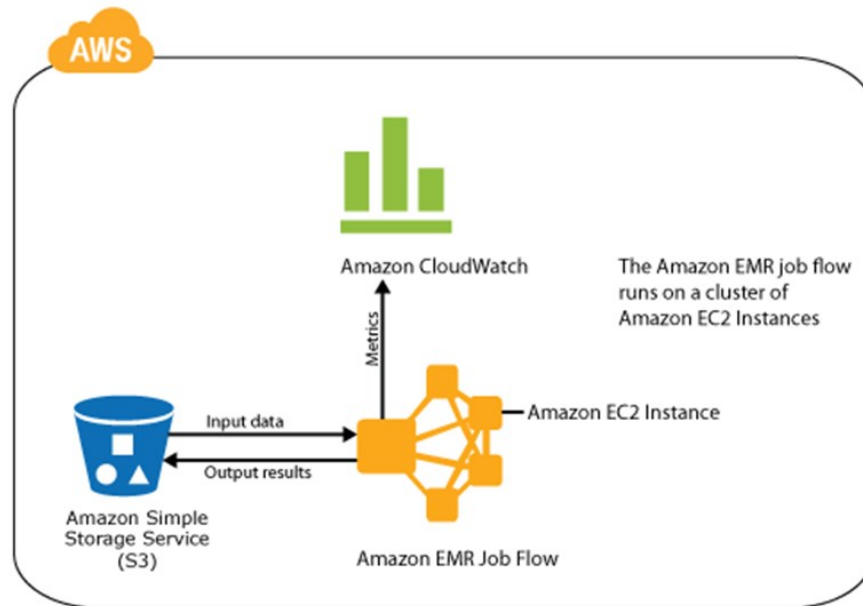 AWS
Amazon CloudWatch
The Amazon EMR job flow
runs on a cluster of
Amazon EC2 Instances
Metrics
Amazon EC2 Instance
Input data
Output results
Amazon Simple
Storage Service
(S3)
Amazon EMR Job Flow